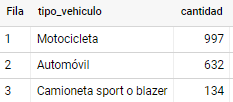 Fila tipo_vehiculo cantidad
1 Motocicleta 997
2 Automóvil 632
3 Camioneta sport o blazer 134